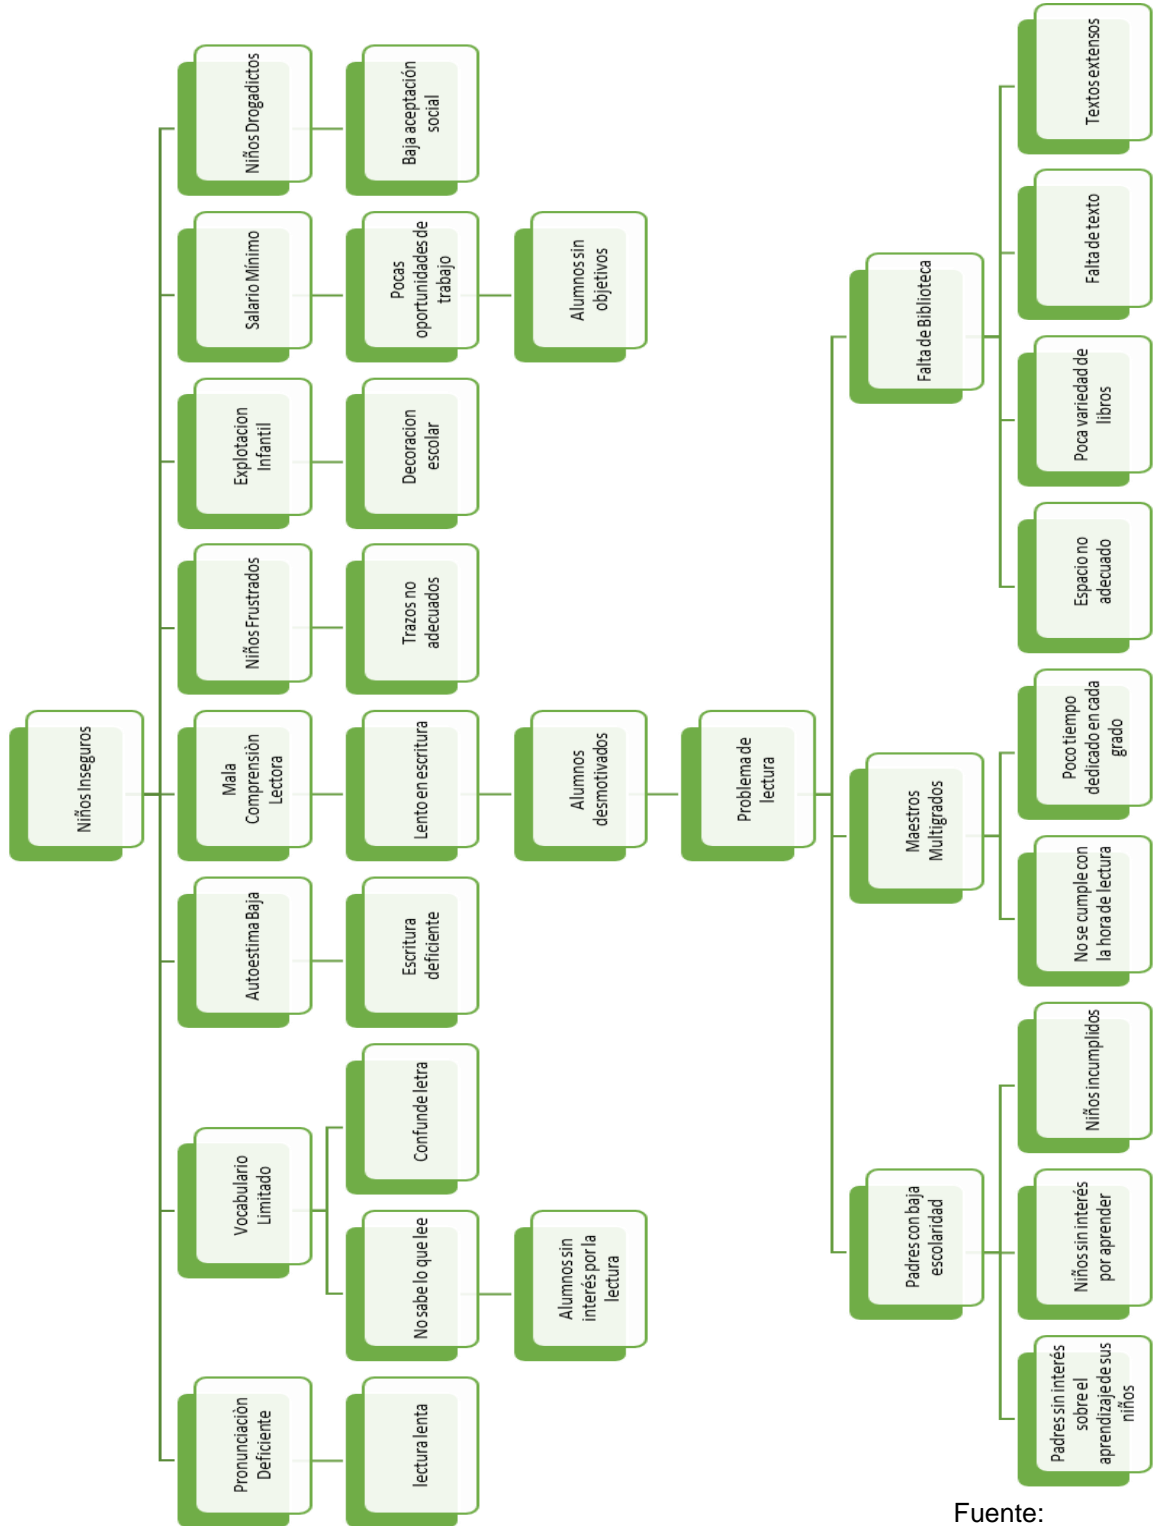 Niños Inseguros
Pronunciaciòn
Deficiente
Vocabulario
Limitado
Autoestima Baja
Mala
Comprensiòn
Lectora
Niños Frustrados
Explotacion
Infantil
Salario Mínimo
Niños Drogadictos
lectura lenta
No sabe lo que lee
Confunde letra
Escritura
deficiente
Lento en escritura
Trazos no
adecuados
Decoracion
escolar
Pocas
oportunidades de
trabajo
Baja aceptación
social
Alumnos sin
interés por la
lectura
Alumnos
desmotivados
Alumnos sin
objetivos
Problema de
lectura
Padres con baja
escolaridad
Maestros
Multigrados
Falta de Biblioteca
Padres sin interés
sobre el
aprendizaje de sus
niños
Niños sin interés
por aprender
Niños incumplidos
No se cumple con
la hora de lectura
Poco tiempo
dedicado en cada
grado
Espacio no
adecuado
Poca variedad de
libros
Falta de texto
Textos extensos
Fuente: